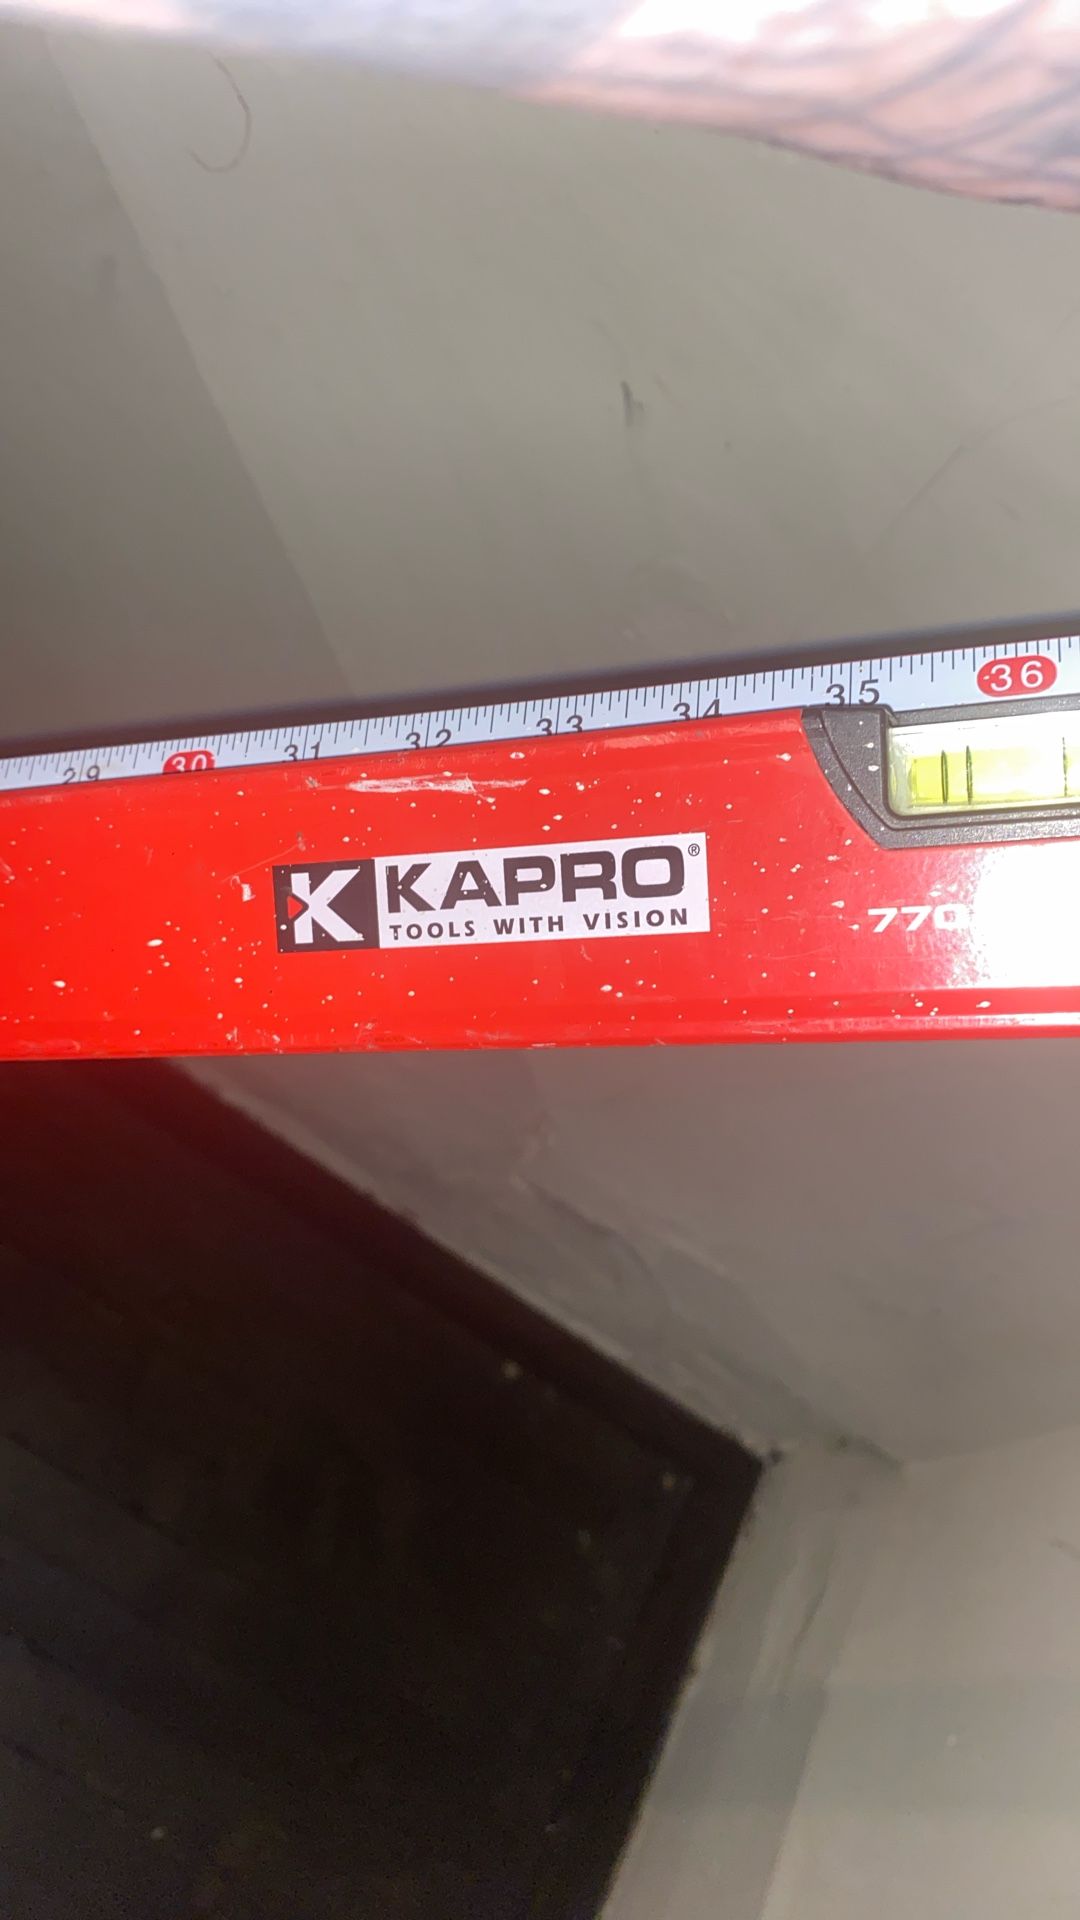 29 30 31 32 33 34 35 36
KAPRO®
TOOLS WITH VISION
770